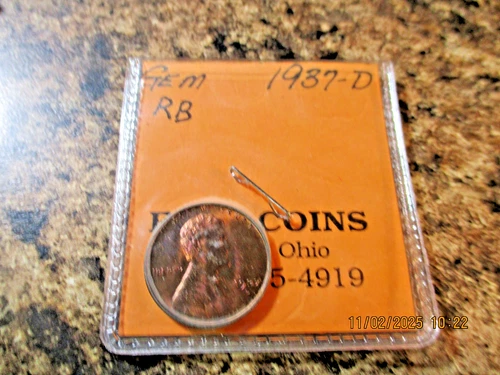 GEM 1937-D
RB
COINS
Ohio
5-4919
11/02/2025 10:22